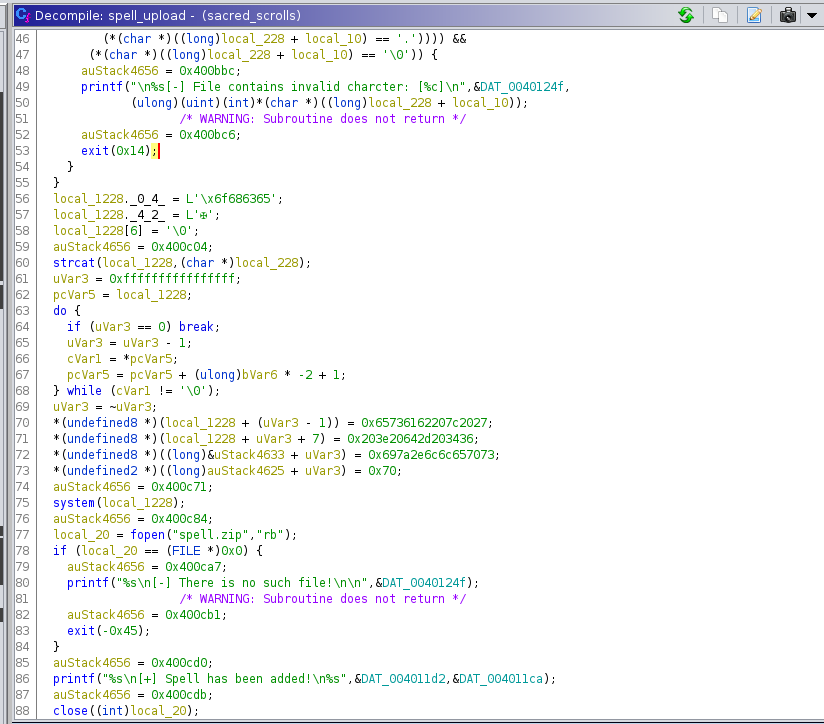 Decompile: spell_upload - (sacred_scrolls)
46 (*(char *)((long)local_228 + local_10) == '.')))) &&
47 (*(char *)((long)local_228 + local_10) == '\0')) {
48 auStack4656 = 0x400bbc;
49 printf("\n%s[-] File contains invalid charcter: [%c]\n",&DAT_0040124f,
50 (ulong)(uint)(int)*(char *)((long)local_228 + local_10));
51 /* WARNING: Subroutine does not return */
52 auStack4656 = 0x400bc6;
53 exit(0x14);
54 }
55 }
56 local_1228._0_4_ = L'\x6f686365';
57 local_1228._4_2_ = L'✠';
58 local_1228[6] = '\0';
59 auStack4656 = 0x400c04;
60 strcat(local_1228,(char *)local_228);
61 uVar3 = 0xffffffffffffffff;
62 pcVar5 = local_1228;
63 do {
64 if (uVar3 == 0) break;
65 uVar3 = uVar3 - 1;
66 cVar1 = *pcVar5;
67 pcVar5 = pcVar5 + (ulong)bVar6 * -2 + 1;
68 } while (cVar1 != '\0');
69 uVar3 = ~uVar3;
70 *(undefined8 *)(local_1228 + (uVar3 - 1)) = 0x65736162207c2027;
71 *(undefined8 *)(local_1228 + uVar3 + 7) = 0x203e20642d203436;
72 *(undefined8 *)((long)&uStack4633 + uVar3) = 0x697a2e6c6c657073;
73 *(undefined2 *)((long)auStack4625 + uVar3) = 0x70;
74 auStack4656 = 0x400c71;
75 system(local_1228);
76 auStack4656 = 0x400c84;
77 local_20 = fopen("spell.zip","rb");
78 if (local_20 == (FILE *)0x0) {
79 auStack4656 = 0x400ca7;
80 printf("%s\n[-] There is no such file!\n\n",&DAT_0040124f);
81 /* WARNING: Subroutine does not return */
82 auStack4656 = 0x400cb1;
83 exit(-0x45);
84 }
85 auStack4656 = 0x400cd0;
86 printf("%s\n[+] Spell has been added!\n%s",&DAT_004011d2,&DAT_004011ca);
87 auStack4656 = 0x400cdb;
88 close((int)local_20);